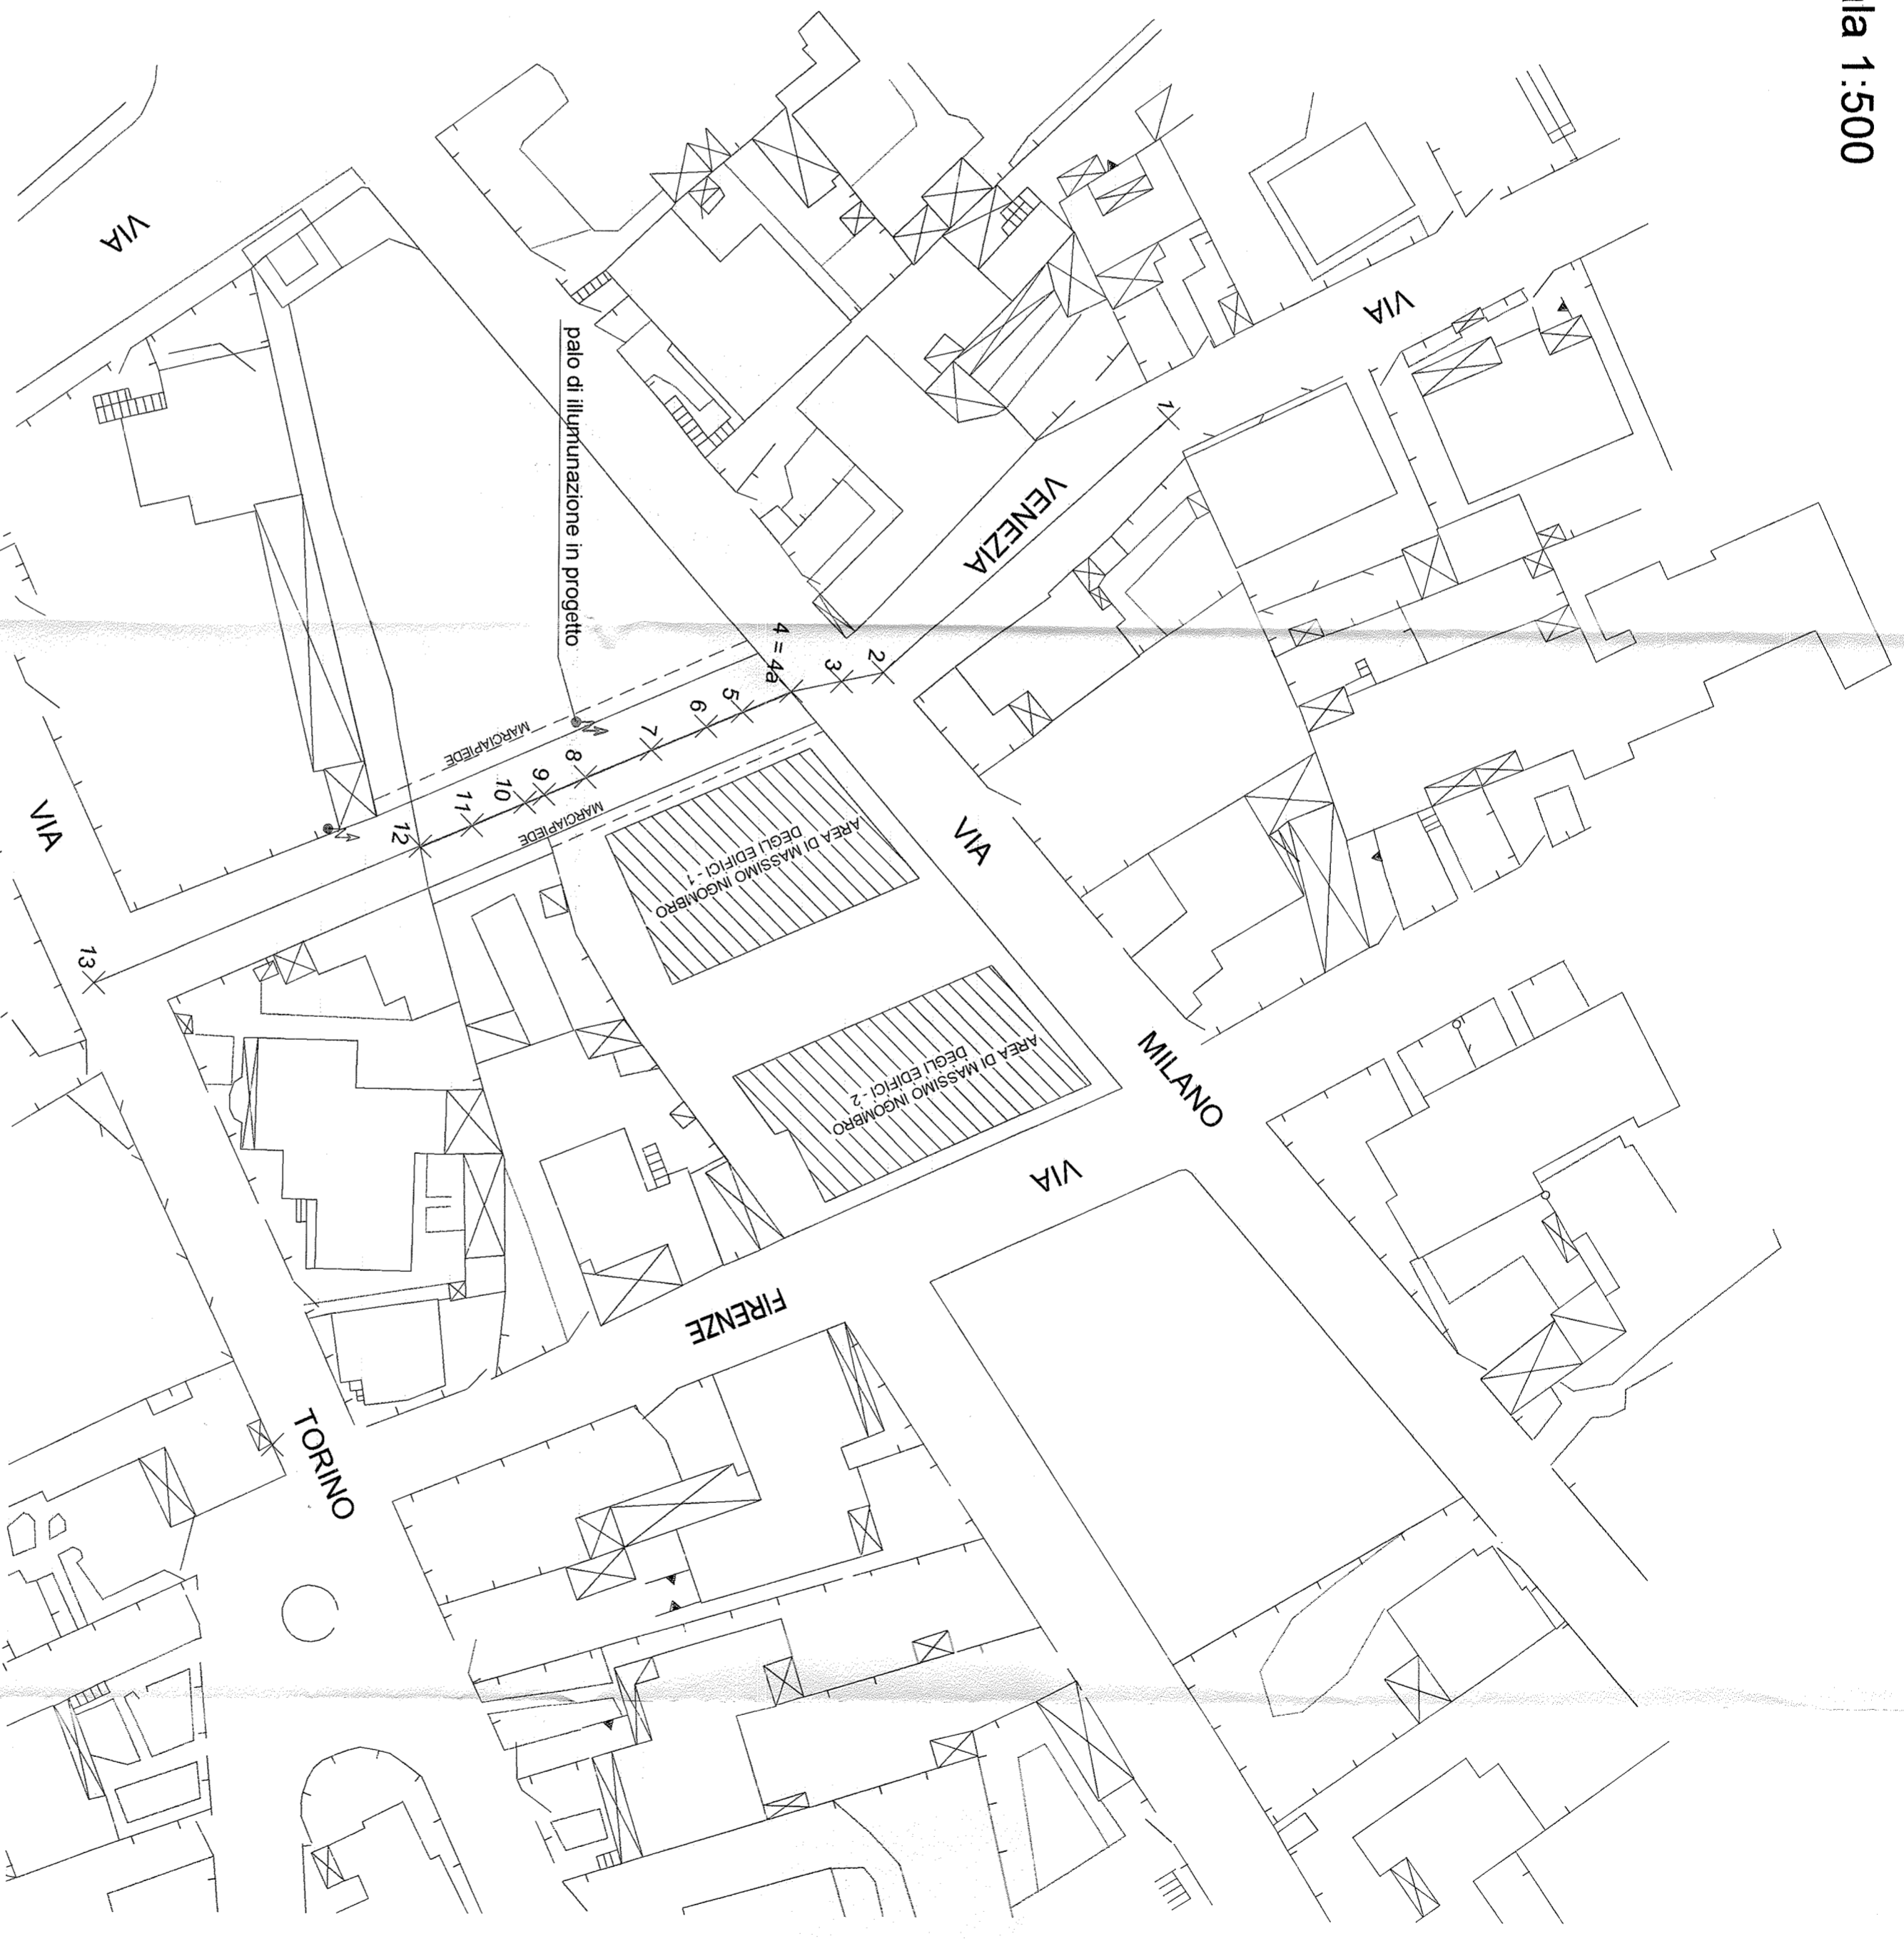 lla 1:500
VIA
VIA
palo di illumunazione in progetto
VENEZIA
1
2
3
4 = 4a
5
6
7
8
9
10
11
12
13
MARCIAPIEDE
MARCIAPIEDE
AREA DI MASSIMO INGOMBRO
DEGLI EDIFICI - 1
VIA
VIA
MILANO
AREA DI MASSIMO INGOMBRO
DEGLI EDIFICI - 2
VIA
FIRENZE
TORINO